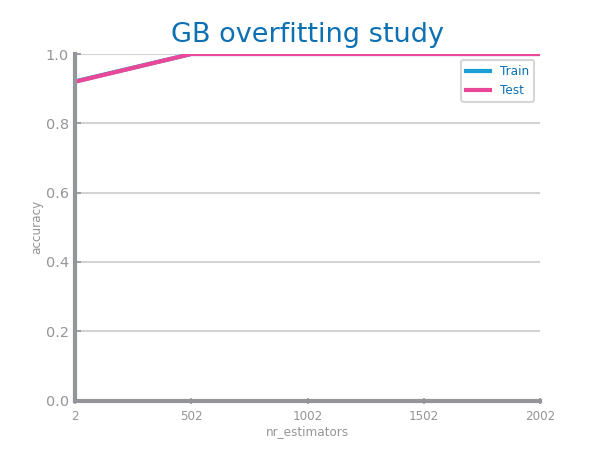 GB overfitting study
1.0
0.8
0.6
0.4
0.2
0.0
accuracy
Train
Test
2 502 1002 1502 2002
nr_estimators